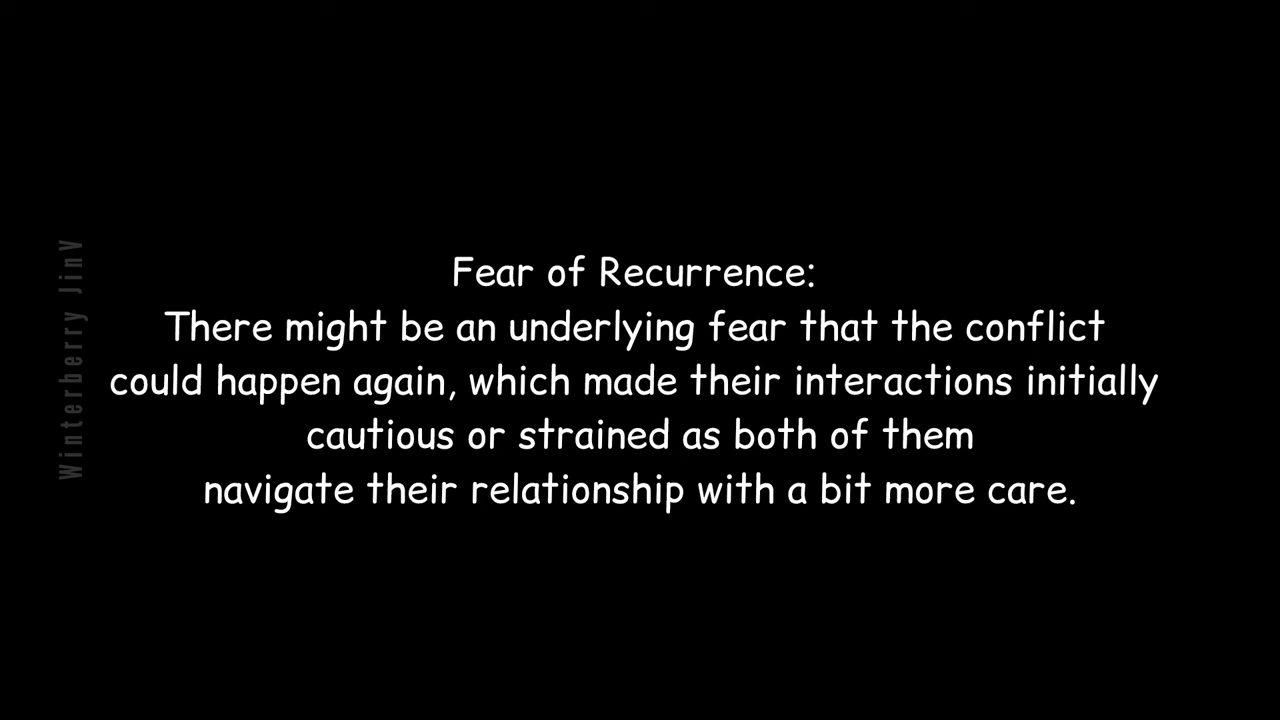 Fear of Recurrence:
There might be an underlying fear that the conflict
could happen again, which made their interactions initially
cautious or strained as both of them
navigate their relationship with a bit more care.
Winterberry JinV